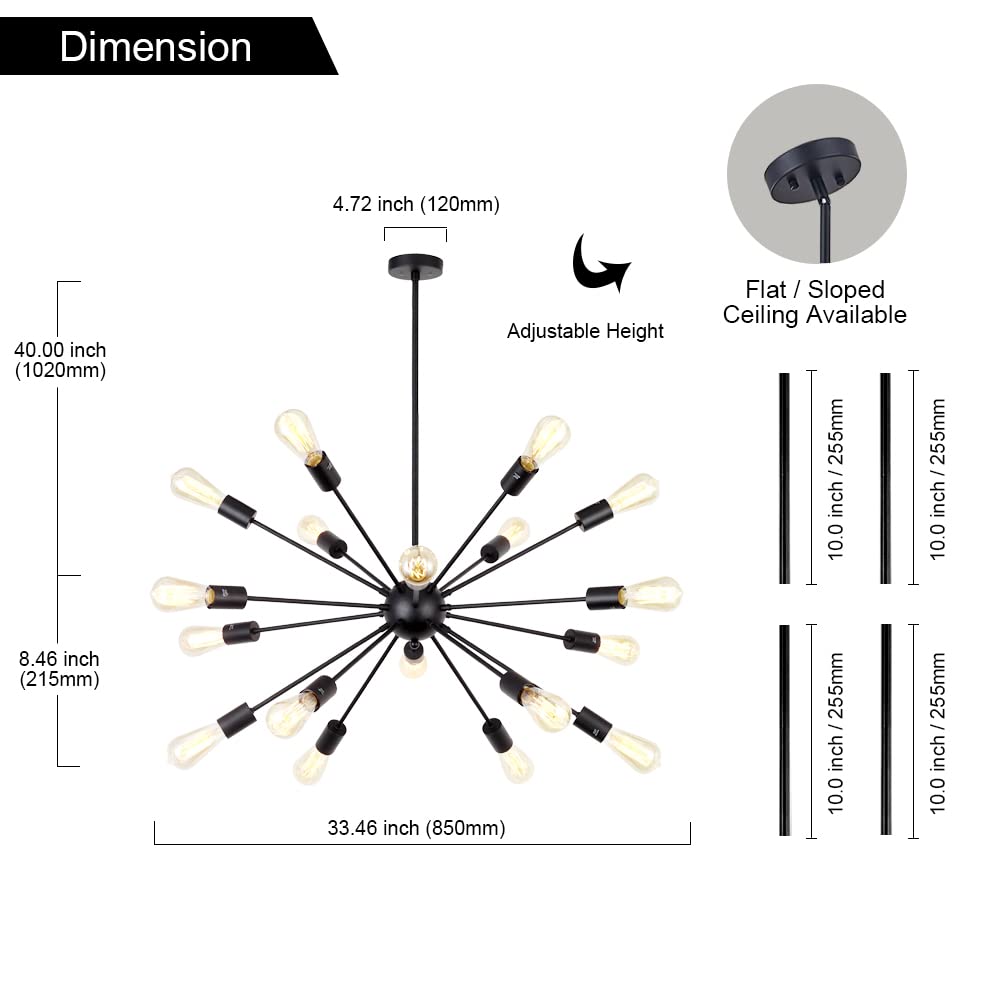 Dimension
4.72 inch (120mm)
Adjustable Height
Flat / Sloped
Ceiling Available
40.00 inch
(1020mm)
8.46 inch
(215mm)
33.46 inch (850mm)
10.0 inch / 255mm
10.0 inch / 255mm
10.0 inch / 255mm
10.0 inch / 255mm